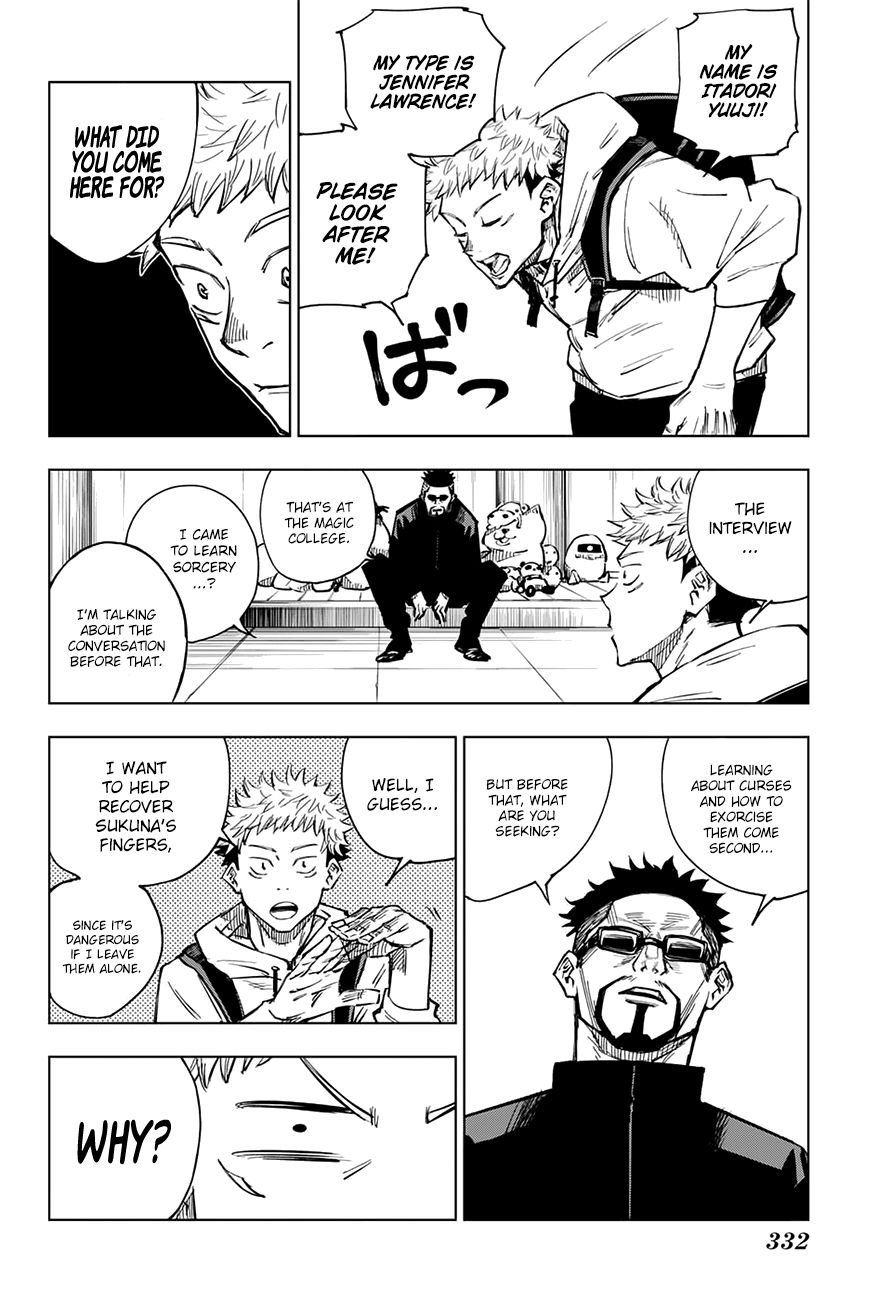 MY
NAME IS
ITADORI
YUUJI!
MY TYPE IS
JENNIFER
LAWRENCE!
PLEASE
LOOK
AFTER
ME!
ばっ
WHAT DID
YOU COME
HERE FOR?
THE
INTERVIEW
...
THAT'S AT
THE MAGIC
COLLEGE.
I CAME
TO LEARN
SORCERY
...?
I'M TALKING
ABOUT THE
CONVERSATION
BEFORE THAT.
LEARNING
ABOUT CURSES
AND HOW TO
EXORCISE
THEM COME
SECOND...
BUT BEFORE
THAT, WHAT
ARE YOU
SEEKING?
WELL, I
GUESS...
I WANT
TO HELP
RECOVER
SUKUNA'S
FINGERS,
SINCE IT'S
DANGEROUS
IF I LEAVE
THEM ALONE.
WHY?
332